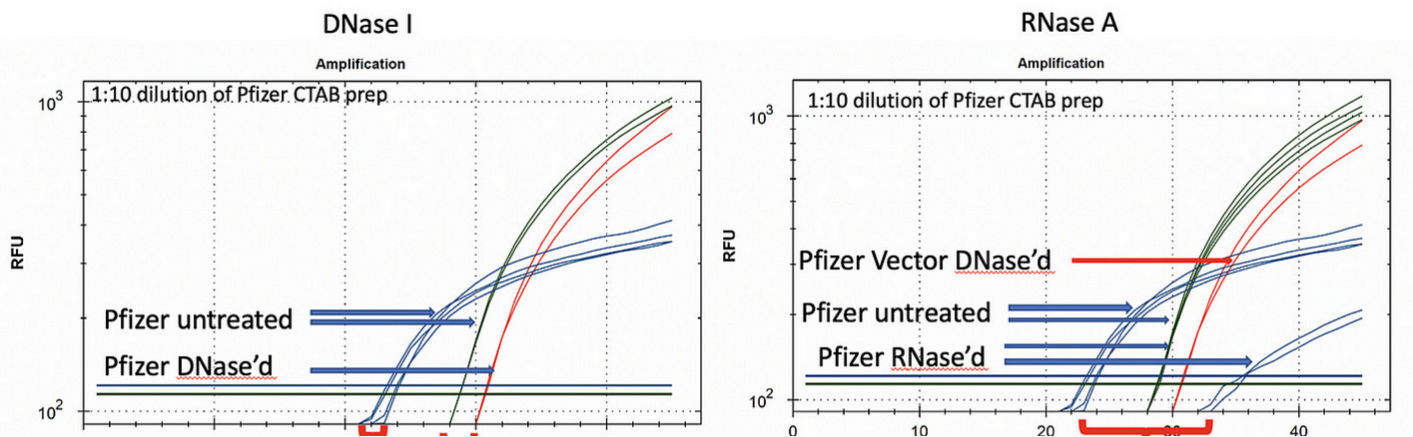 DNase I
Amplification
1:10 dilution of Pfizer CTAB prep
10³
RFU
Pfizer untreated
Pfizer DNase'd
10²
RNase A
Amplification
1:10 dilution of Pfizer CTAB prep
10³
RFU
Pfizer Vector DNase'd
Pfizer untreated
Pfizer RNase'd
10²
0 10 20 30 40